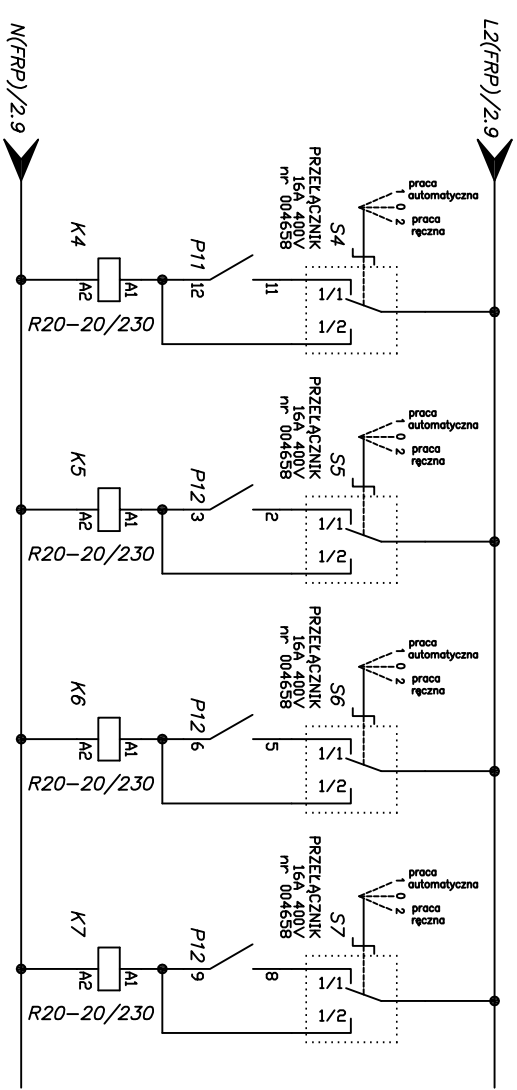 L2(FRP)/2.9
N(FRP)/2.9
praca
automatyczna
1
0
2
praca
ręczna
S4
PRZEŁĄCZNIK
16A 400V
nr 004658
1/1
1/2
11
P11
12
K4
A1
A2
R20-20/230
praca
automatyczna
1
0
2
praca
ręczna
S5
PRZEŁĄCZNIK
16A 400V
nr 004658
1/1
1/2
2
P12
3
K5
A1
A2
R20-20/230
praca
automatyczna
1
0
2
praca
ręczna
S6
PRZEŁĄCZNIK
16A 400V
nr 004658
1/1
1/2
5
P12
6
K6
A1
A2
R20-20/230
praca
automatyczna
1
0
2
praca
ręczna
S7
PRZEŁĄCZNIK
16A 400V
nr 004658
1/1
1/2
8
P12
9
K7
A1
A2
R20-20/230